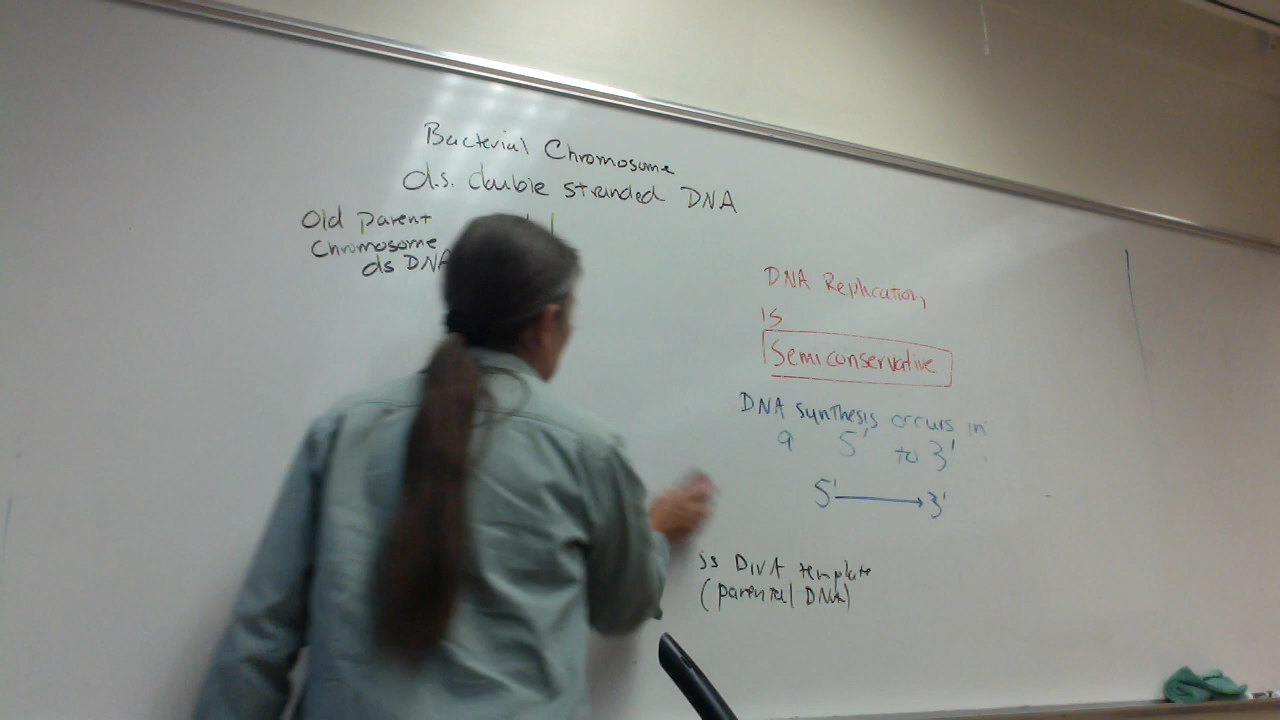 Bacterial Chromosome
d.s. double stranded DNA
Old parent
Chromosome
ds DNA
DNA Replication
is
Semiconservative
DNA synthesis occurs in
a 5' to 3'
5' → 3'
DNA template
(parental DNA)